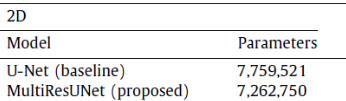 2D
Model Parameters
U-Net (baseline) 7,759,521
MultiResUNet (proposed) 7,262,750